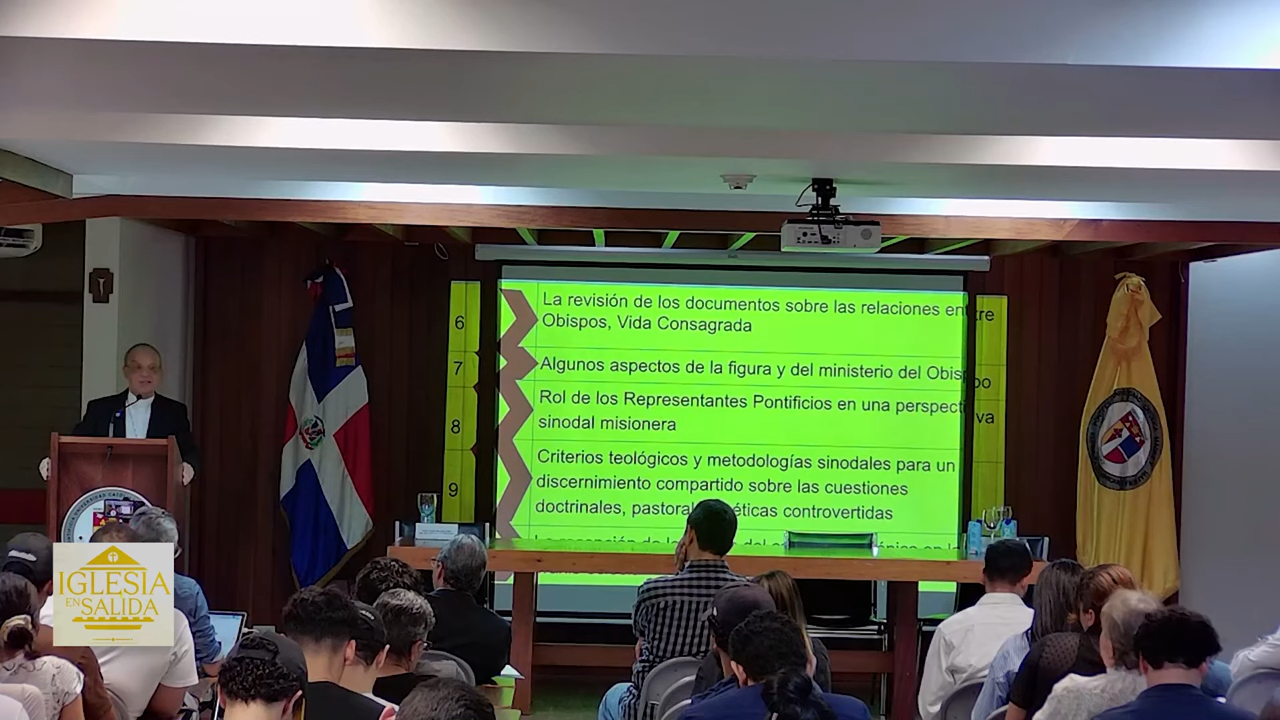 6
La revisión de los documentos sobre las relaciones entre
Obispos, Vida Consagrada
7
Algunos aspectos de la figura y del ministerio del Obispo
8
Rol de los Representantes Pontificios en una perspectiva
sinodal misionera
9
Criterios teológicos y metodologías sinodales para un
discernimiento compartido sobre las cuestiones
doctrinales, pastoral éticas controvertidas
IGLESIA
EN SALIDA